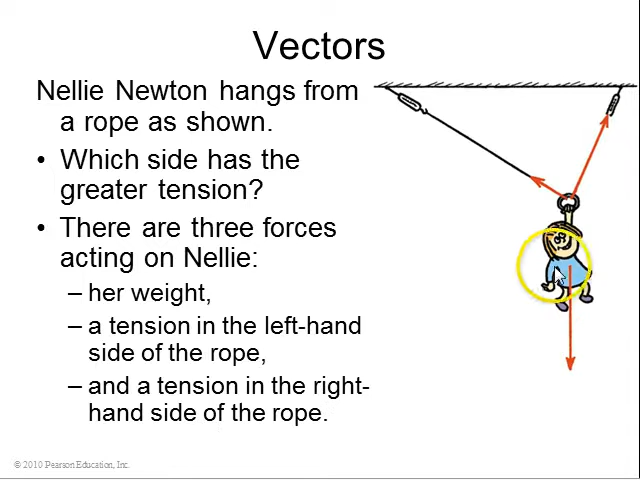 Vectors
Nellie Newton hangs from
a rope as shown.
• Which side has the
greater tension?
• There are three forces
acting on Nellie:
– her weight,
– a tension in the left-hand
side of the rope,
– and a tension in the right-
hand side of the rope.
© 2010 Pearson Education, Inc.